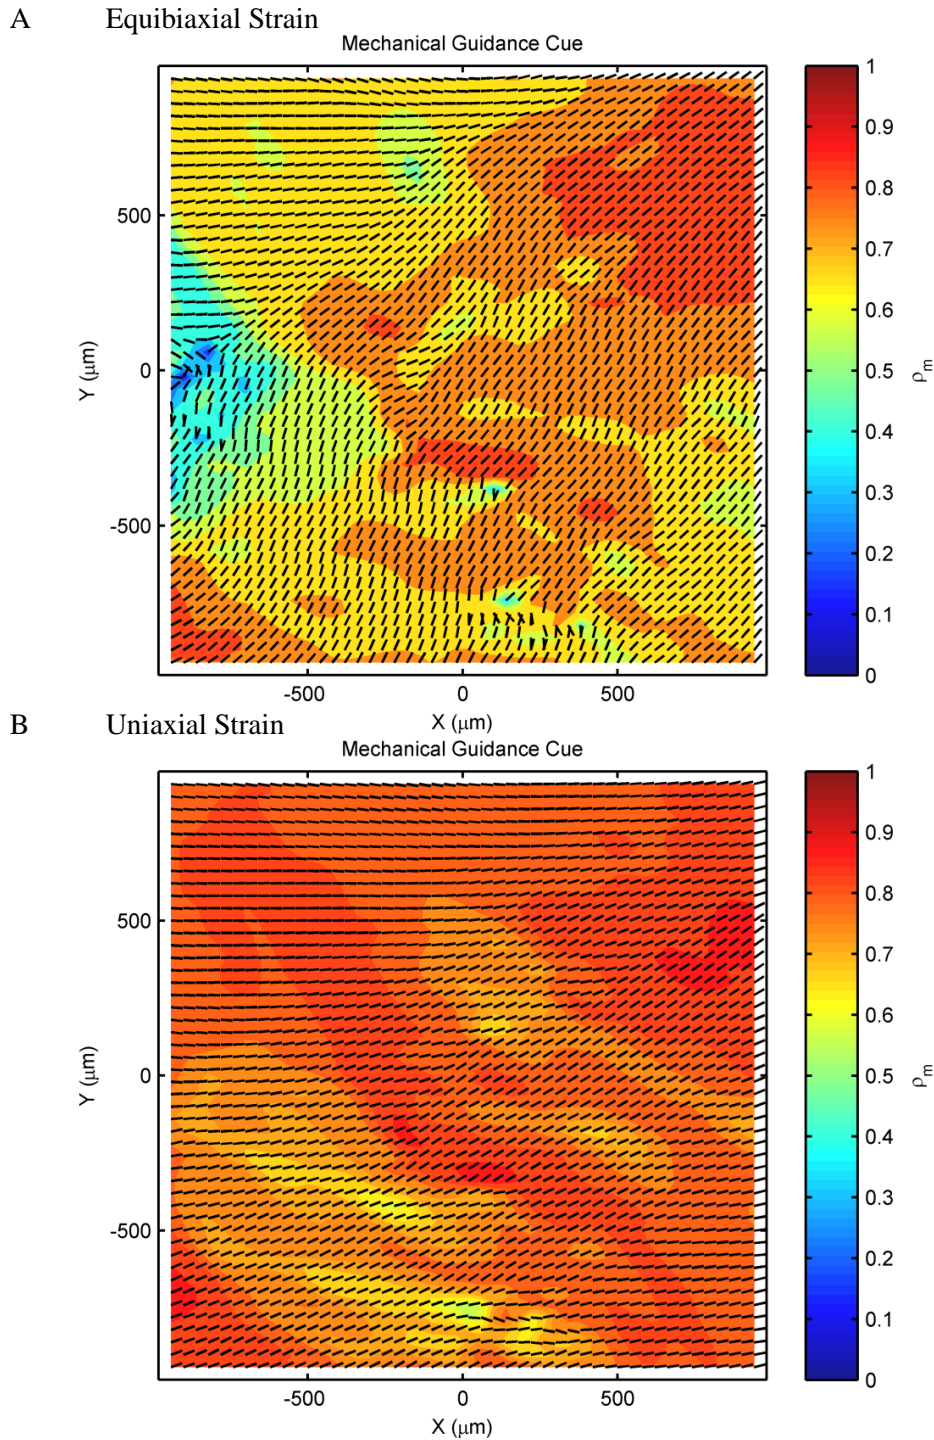 A Equibiaxial Strain
Mechanical Guidance Cue
1
0.9
0.8
0.7
0.6
0.5
0.4
0.3
0.2
0.1
0
ρm
500
0
-500
Y (μm)
-500 0 500
X (μm)
B Uniaxial Strain
Mechanical Guidance Cue
1
0.9
0.8
0.7
0.6
0.5
0.4
0.3
0.2
0.1
0
ρm
500
0
-500
Y (μm)
-500 0 500
X (μm)